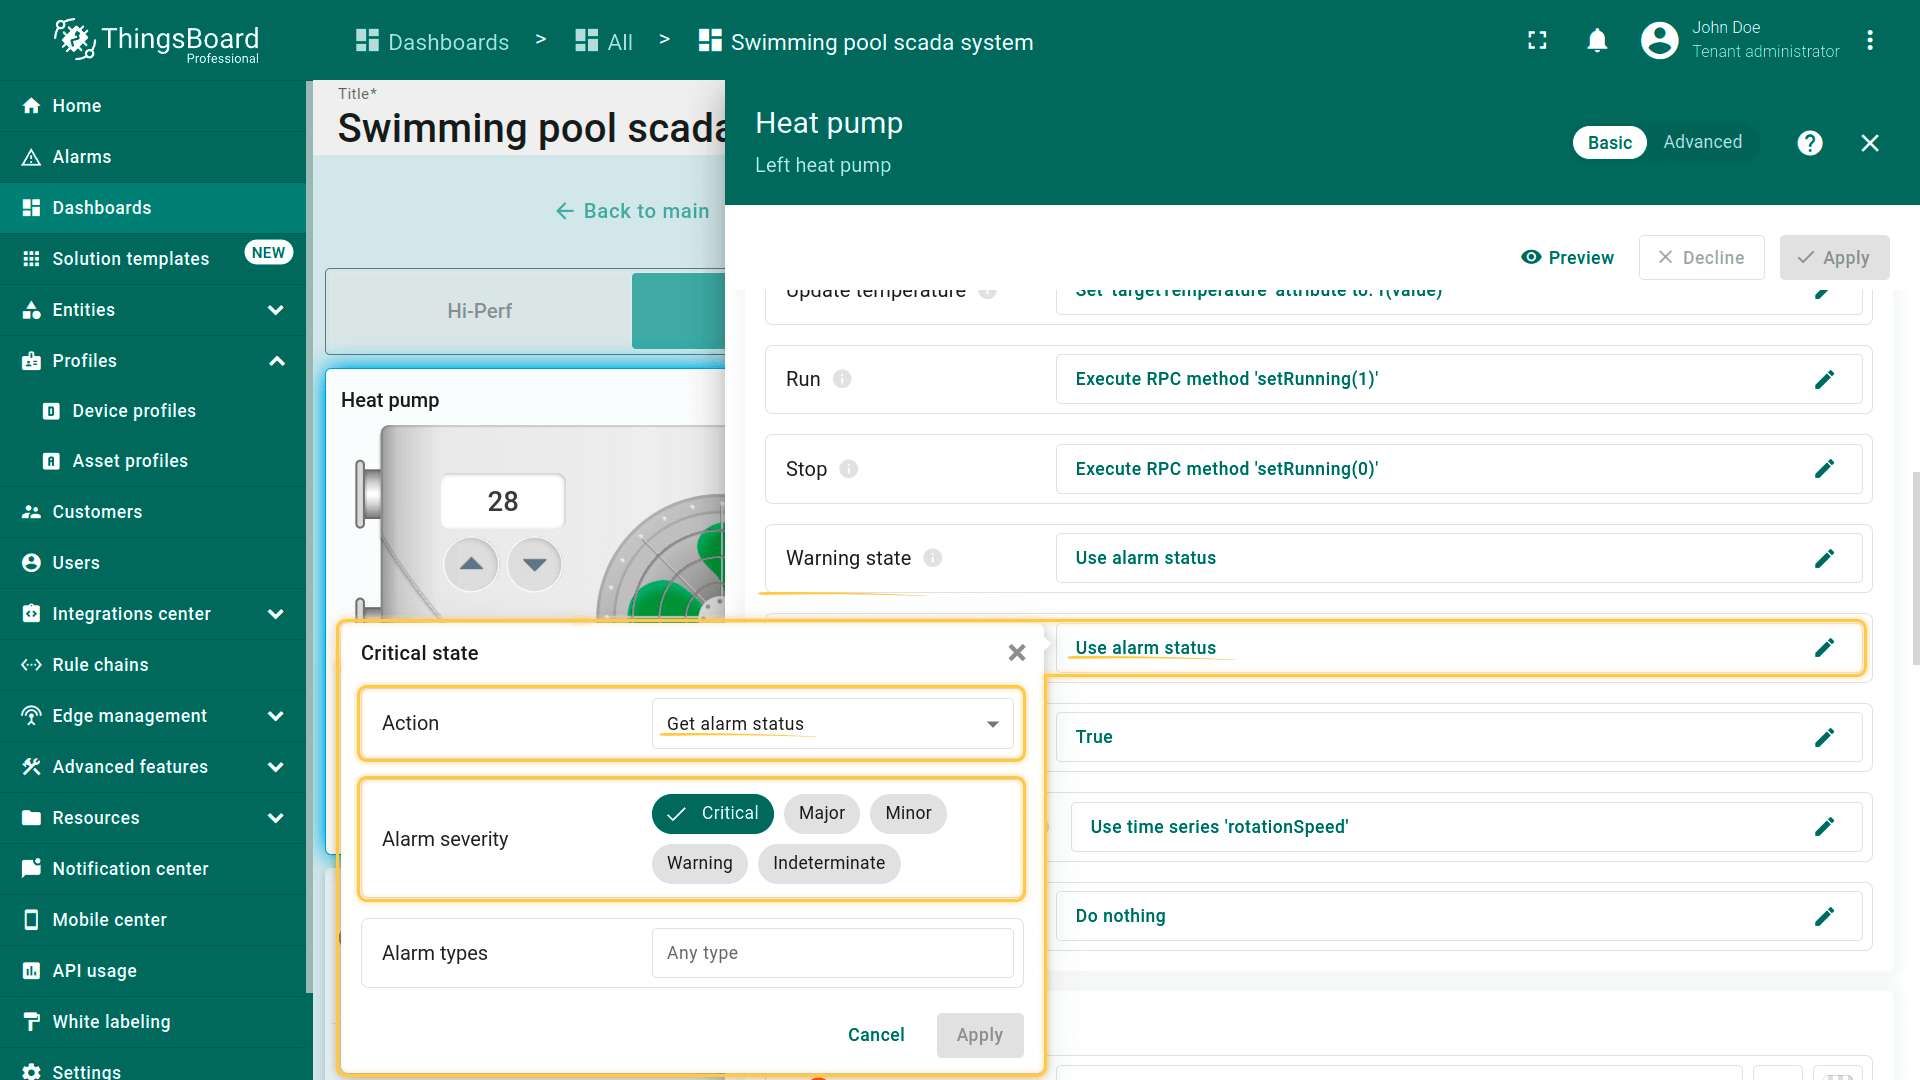 ThingsBoard
Professional
Dashboards > All > Swimming pool scada system
John Doe
Tenant administrator
Home
Alarms
Dashboards
Solution templates
NEW
Entities
Profiles
Device profiles
Asset profiles
Customers
Users
Integrations center
Rule chains
Edge management
Advanced features
Resources
Notification center
Mobile center
API usage
White labeling
Settings
Title*
Swimming pool scada
Back to main
Hi-Perf
Heat pump
28
Heat pump
Left heat pump
Basic
Advanced
Preview
Decline
Apply
Update temperature
Set 'targetTemperature' attribute to: f(value)
Run
Execute RPC method 'setRunning(1)'
Stop
Execute RPC method 'setRunning(0)'
Warning state
Use alarm status
Use alarm status
True
Use time series 'rotationSpeed'
Do nothing
Critical state
Action
Get alarm status
Alarm severity
Critical
Major
Minor
Warning
Indeterminate
Alarm types
Any type
Cancel
Apply